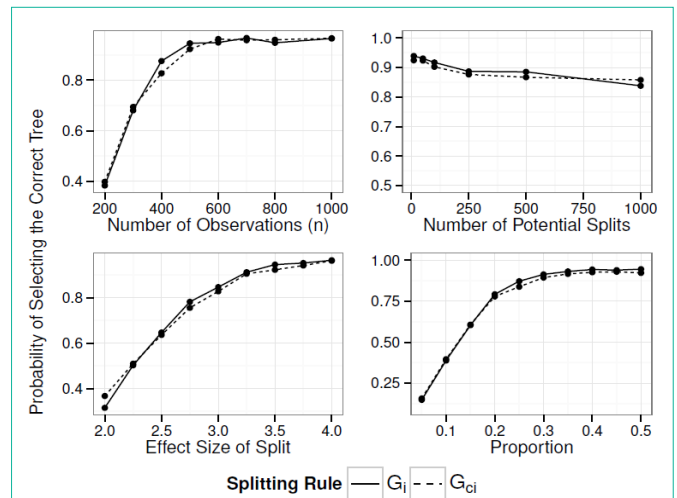 Probability of Selecting the Correct Tree
0.8
0.6
0.4
200 400 600 800 1000
Number of Observations (n)
1.0
0.9
0.8
0.7
0.6
0.5
0 250 500 750 1000
Number of Potential Splits
0.8
0.6
0.4
2.0 2.5 3.0 3.5 4.0
Effect Size of Split
1.00
0.75
0.50
0.25
0.1 0.2 0.3 0.4 0.5
Proportion
Splitting Rule Gi Gci